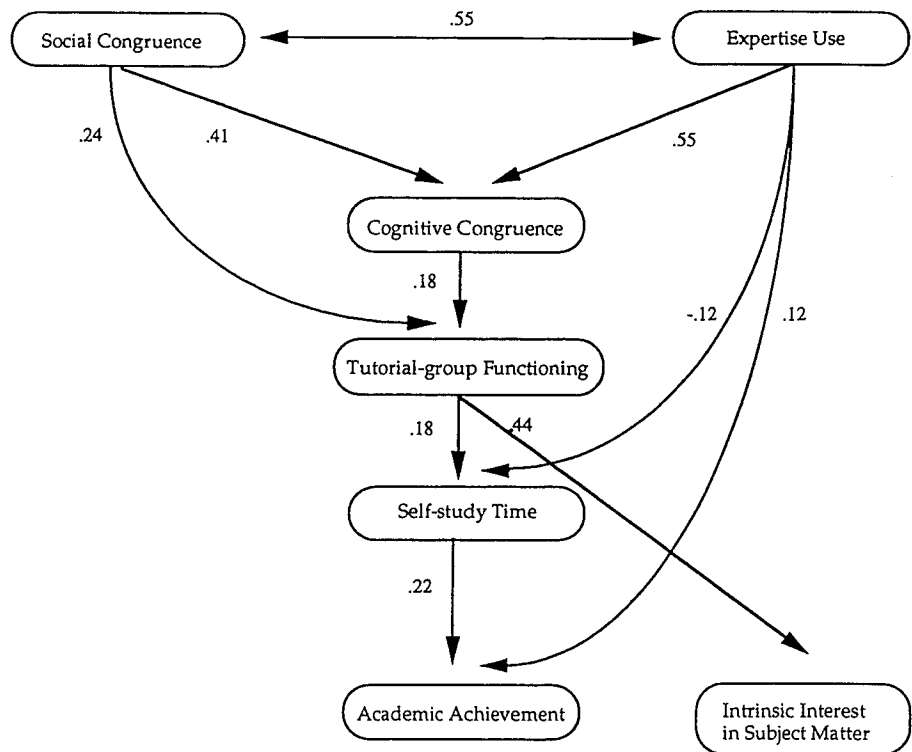 .55
Social Congruence
Expertise Use
.24
.41
.55
Cognitive Congruence
.18
-.12
.12
Tutorial-group Functioning
.18
.44
Self-study Time
.22
Academic Achievement
Intrinsic Interest
in Subject Matter